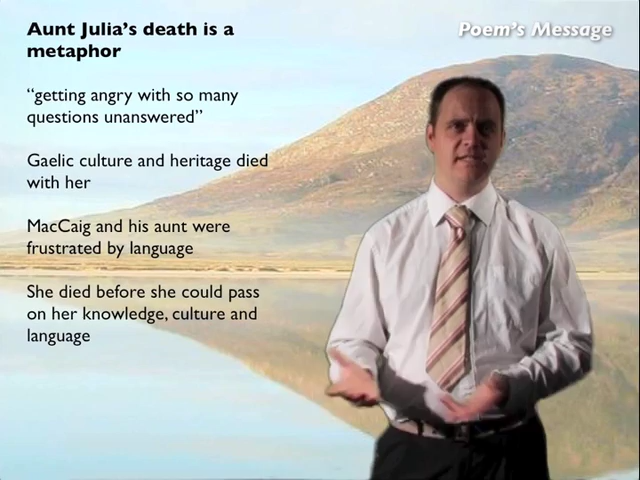 Aunt Julia's death is a
metaphor
Poem's Message
“getting angry with so many
questions unanswered”
Gaelic culture and heritage died
with her
MacCaig and his aunt were
frustrated by language
She died before she could pass
on her knowledge, culture and
language